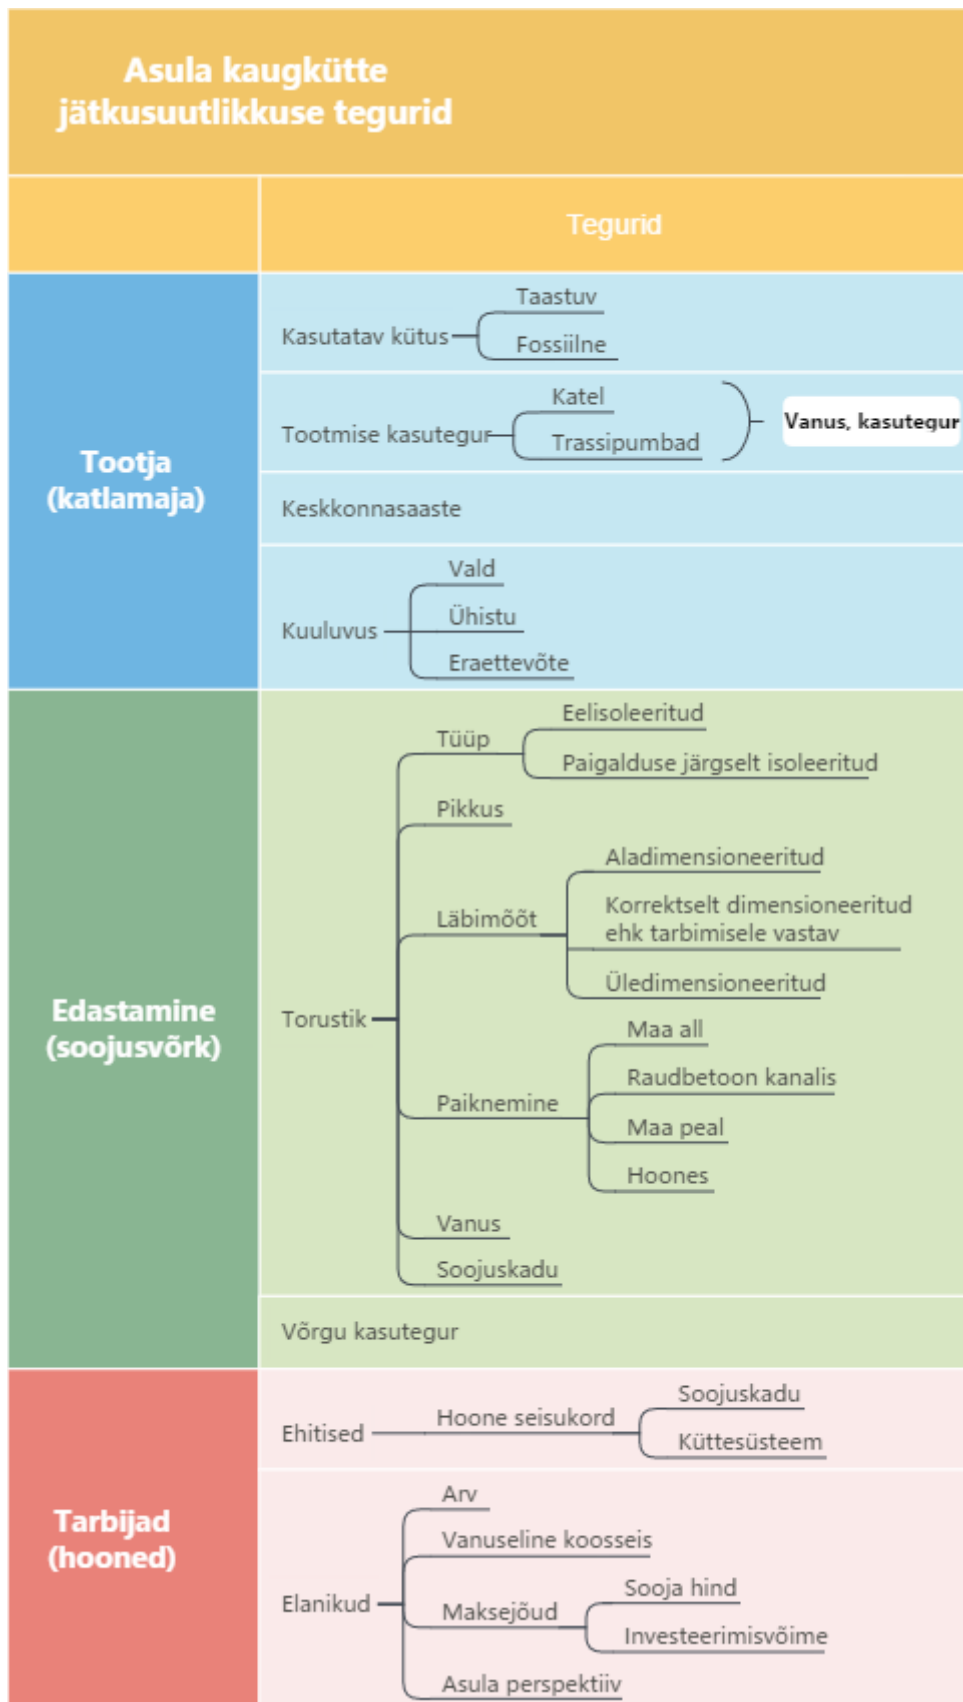 Asula kaugkütte
jätkusuutlikkuse tegurid
Tegurid
Tootja
(katlamaja)
Kasutatav kütus
Taastuv
Fossiilne
Tootmise kasutegur
Katel
Trassipumbad
Vanus, kasutegur
Keskkonnasaaste
Kuuluvus
Vald
Ühistu
Eraettevõte
Edastamine
(soojusvõrk)
Torustik
Tüüp
Eelisoleeritud
Paigalduse järgselt isoleeritud
Pikkus
Läbimõõt
Aladimensioneeritud
Korrektselt dimensioneeritud
ehk tarbimisele vastav
Üledimensioneeritud
Paiknemine
Maa all
Raudbetoon kanalis
Maa peal
Hoones
Vanus
Soojuskadu
Võrgu kasutegur
Tarbijad
(hooned)
Ehitised
Hoone seisukord
Soojuskadu
Küttesüsteem
Elanikud
Arv
Vanuseline koosseis
Maksejõud
Sooja hind
Investeerimisvõime
Asula perspektiiv